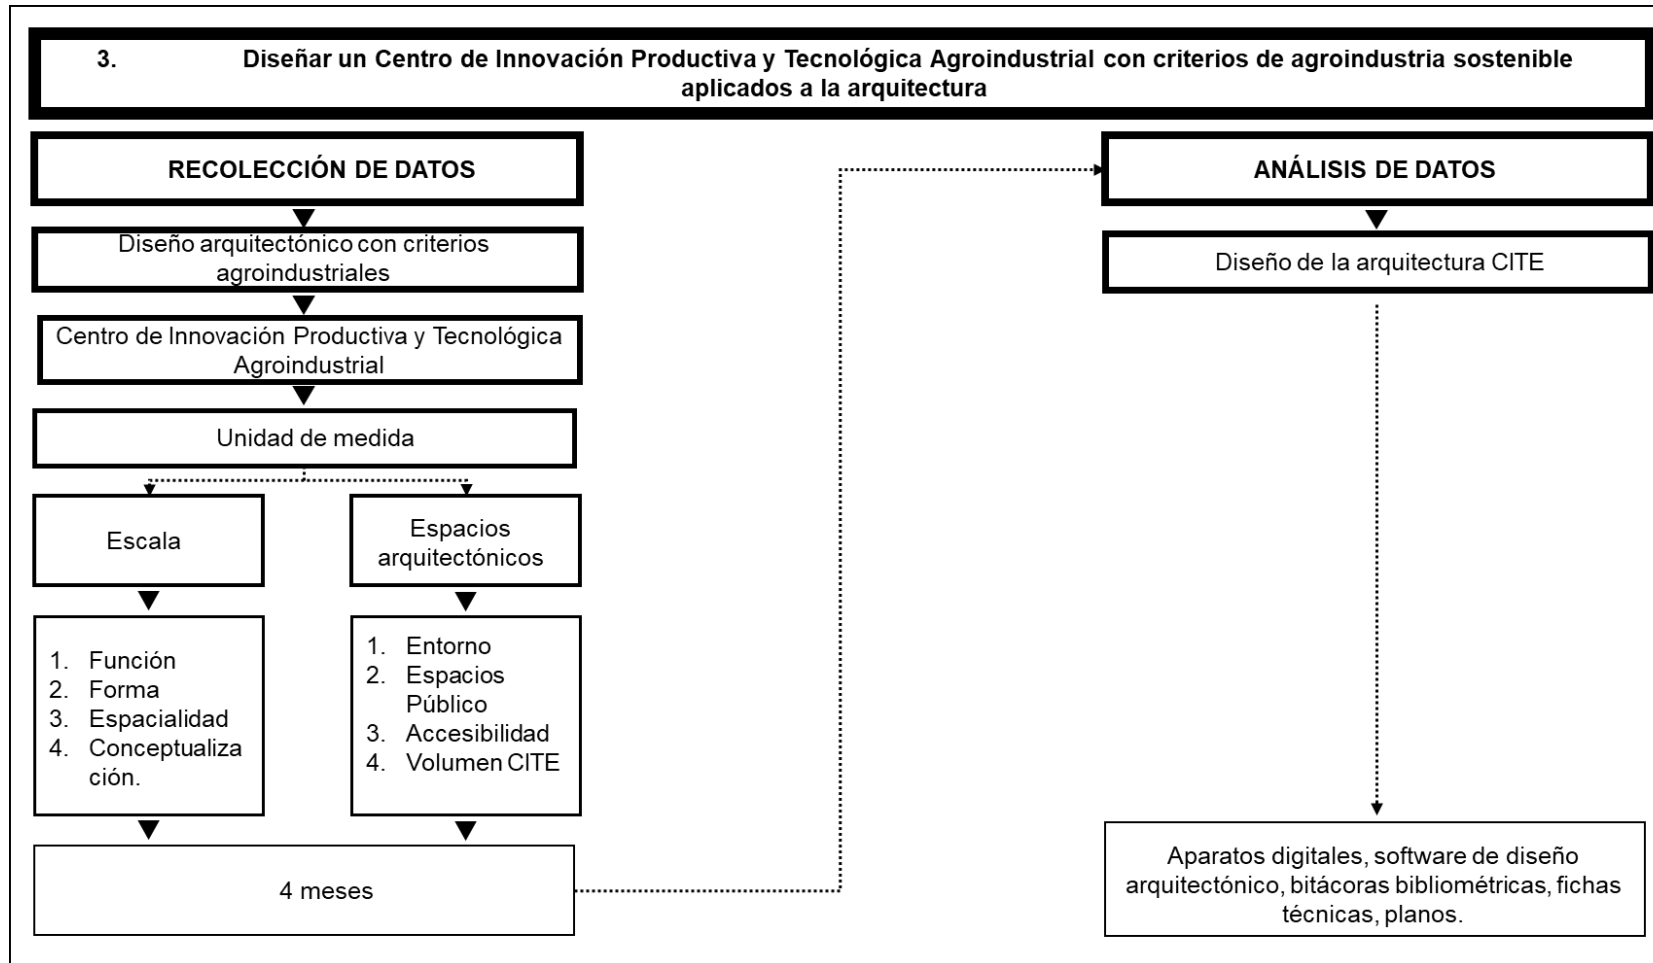 3. Diseñar un Centro de Innovación Productiva y Tecnológica Agroindustrial con criterios de agroindustria sostenible
aplicados a la arquitectura
RECOLECCIÓN DE DATOS
Diseño arquitectónico con criterios
agroindustriales
Centro de Innovación Productiva y Tecnológica
Agroindustrial
Unidad de medida
Escala
1. Función
2. Forma
3. Espacialidad
4. Conceptualiza
ción.
Espacios
arquitectónicos
1. Entorno
2. Espacios
Público
3. Accesibilidad
4. Volumen CITE
4 meses
ANÁLISIS DE DATOS
Diseño de la arquitectura CITE
Aparatos digitales, software de diseño
arquitectónico, bitácoras bibliométricas, fichas
técnicas, planos.